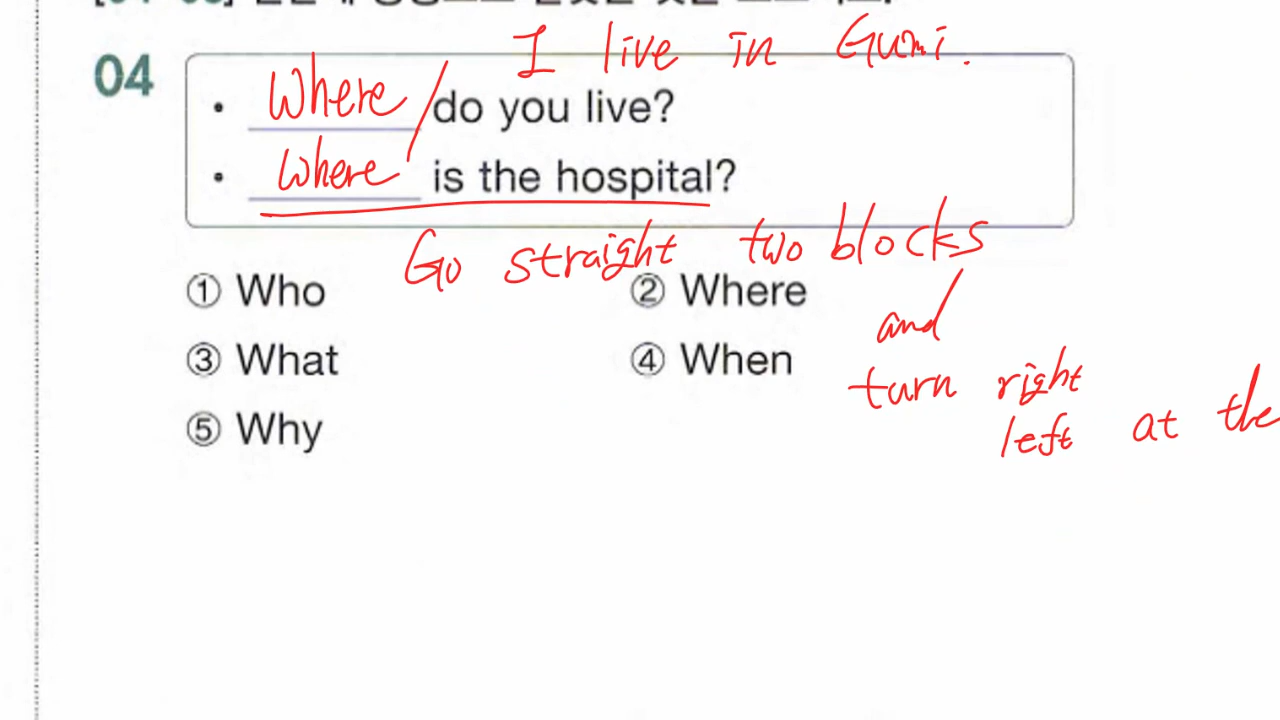 I live in Gumi.
04
• Where / do you live?
• where is the hospital?
Go straight two blocks
① Who ② Where
and
③ What ④ When
turn right
⑤ Why
left at the